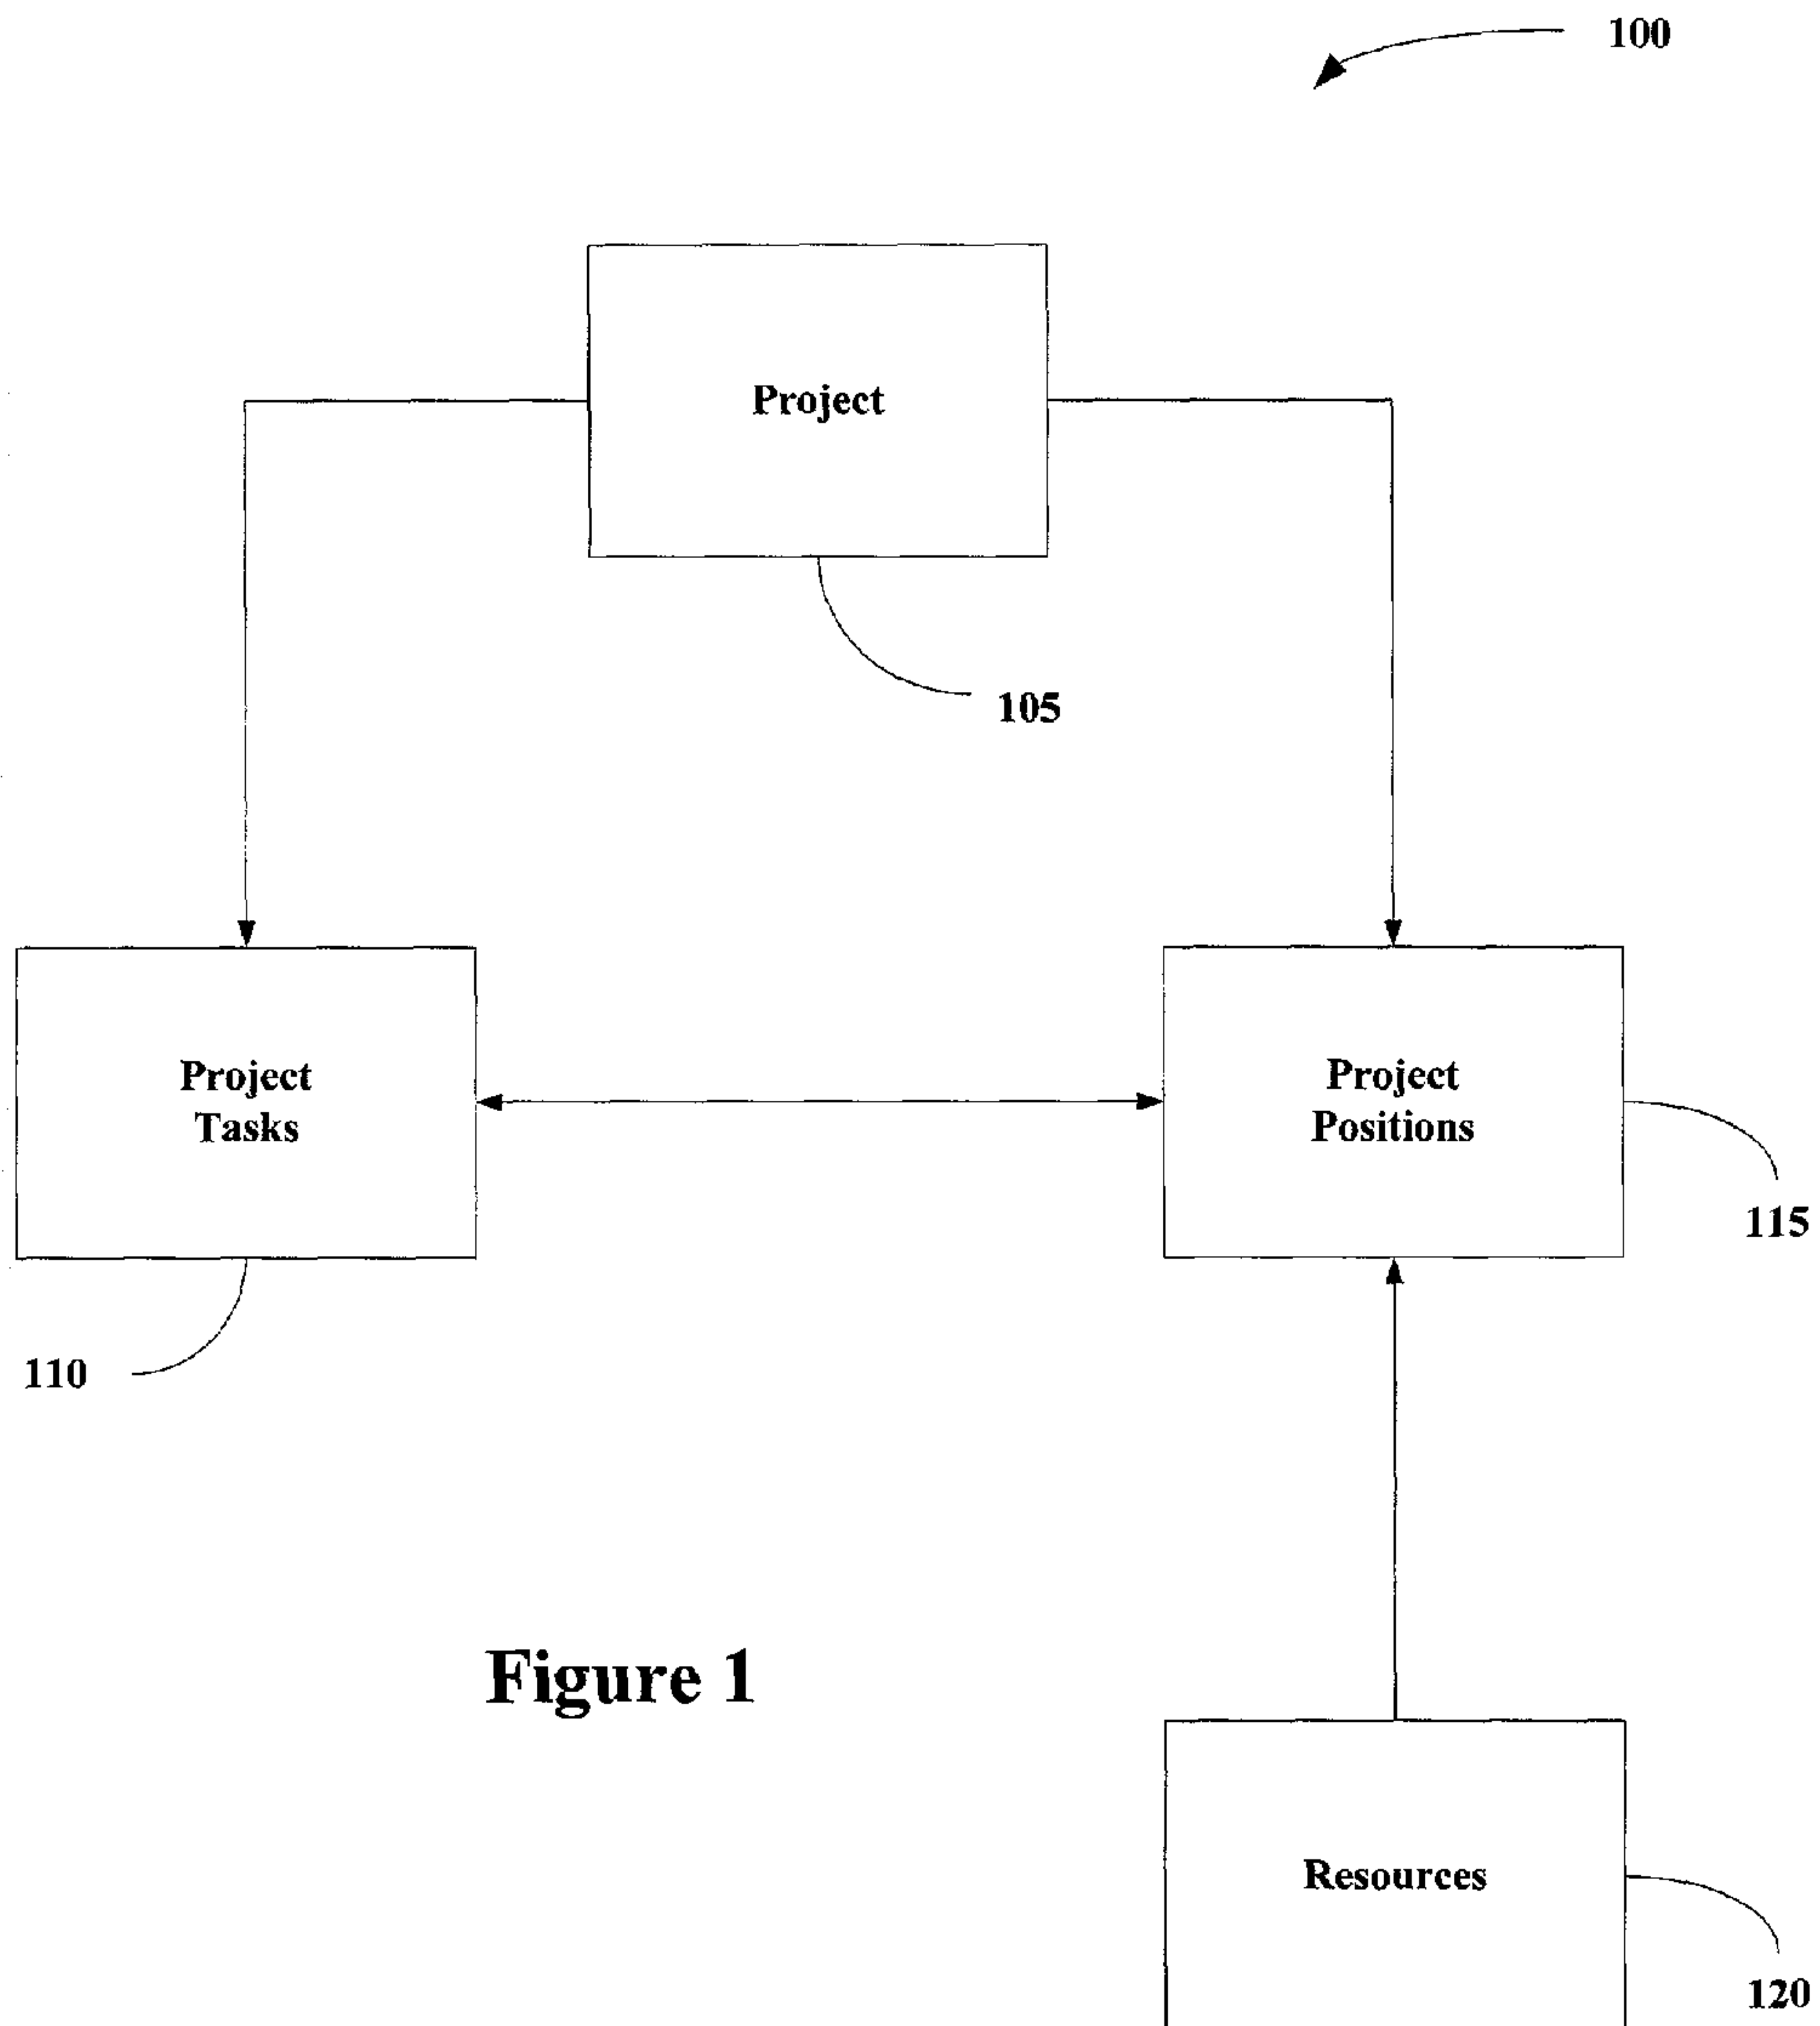 100
Project
105
Project
Tasks
Project
Positions
115
110
Figure 1
Resources
120